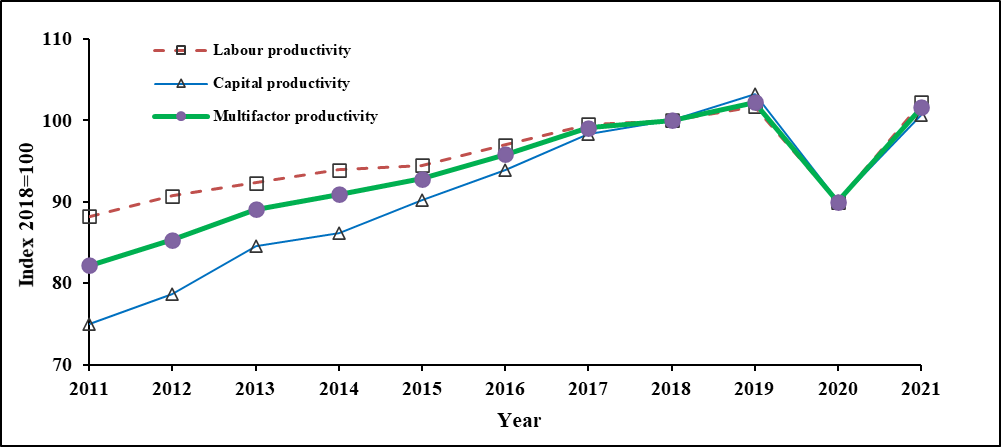 110
100
90
80
70
Index 2018=100
Labour productivity
Capital productivity
Multifactor productivity
2011 2012 2013 2014 2015 2016 2017 2018 2019 2020 2021
Year